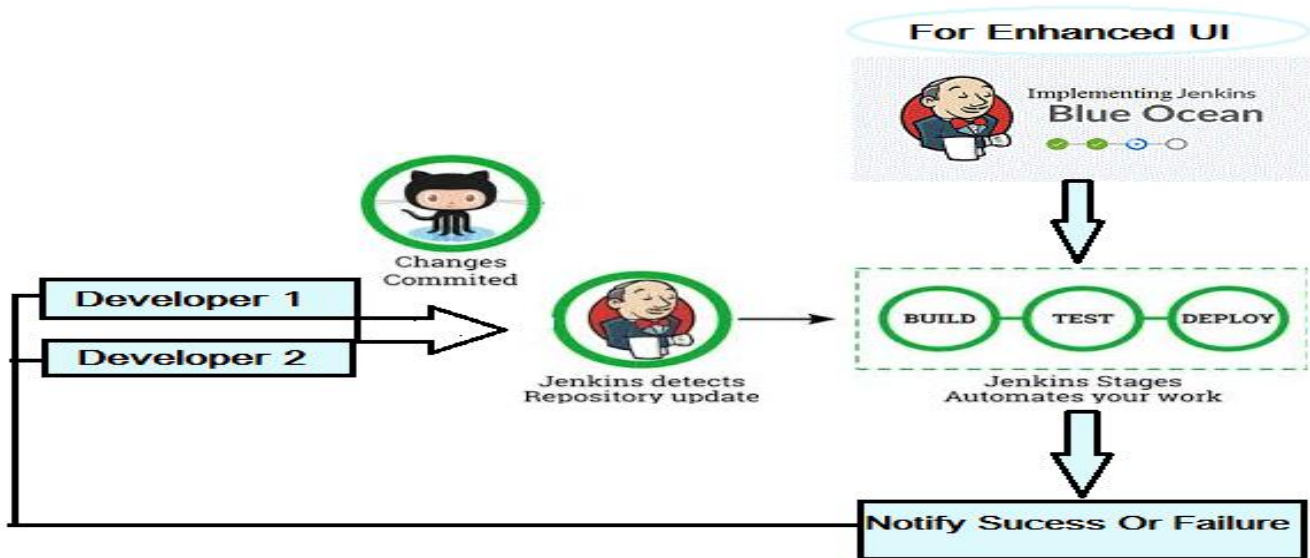 For Enhanced UI
Implementing Jenkins
Blue Ocean
Changes
Commited
Developer 1
Developer 2
Jenkins detects
Repository update
BUILD
TEST
DEPLOY
Jenkins Stages
Automates your work
Notify Sucess Or Failure